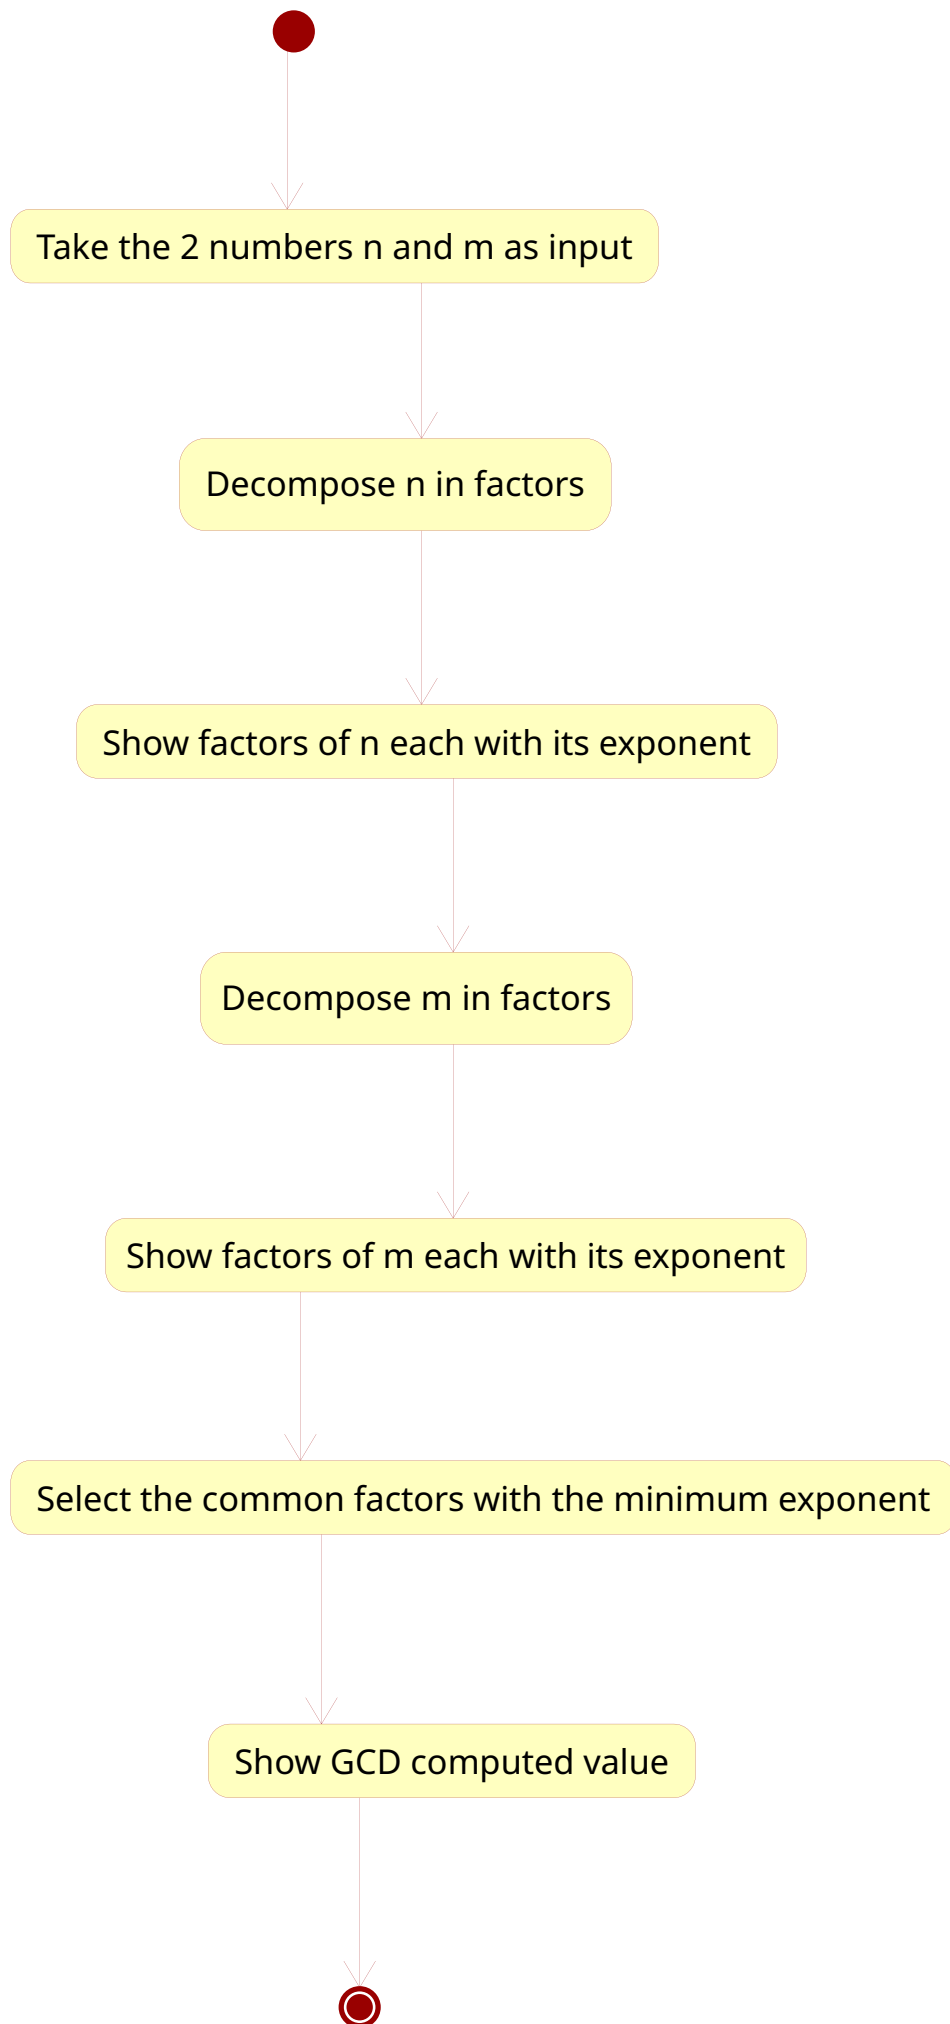 Take the 2 numbers n and m as input
Decompose n in factors
Show factors of n each with its exponent
Decompose m in factors
Show factors of m each with its exponent
Select the common factors with the minimum exponent
Show GCD computed value